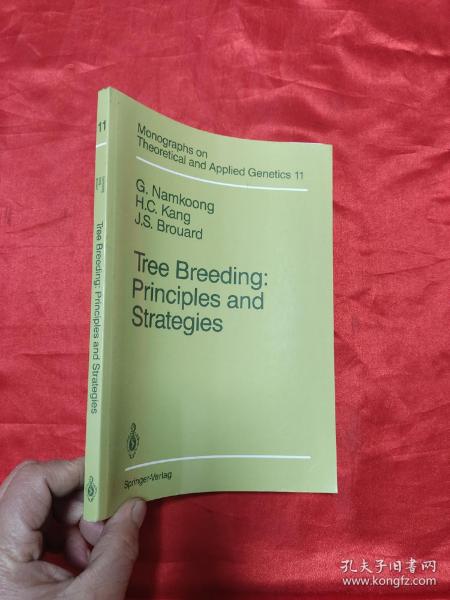 Monographs on
Theoretical and Applied Genetics 11
G. Namkoong
H.C. Kang
J.S. Brouard
Tree Breeding:
Principles and
Strategies
Springer-Verlag
11
Tree Breeding: Principles and Strategies
孔夫子旧书网
www.kongfz.com